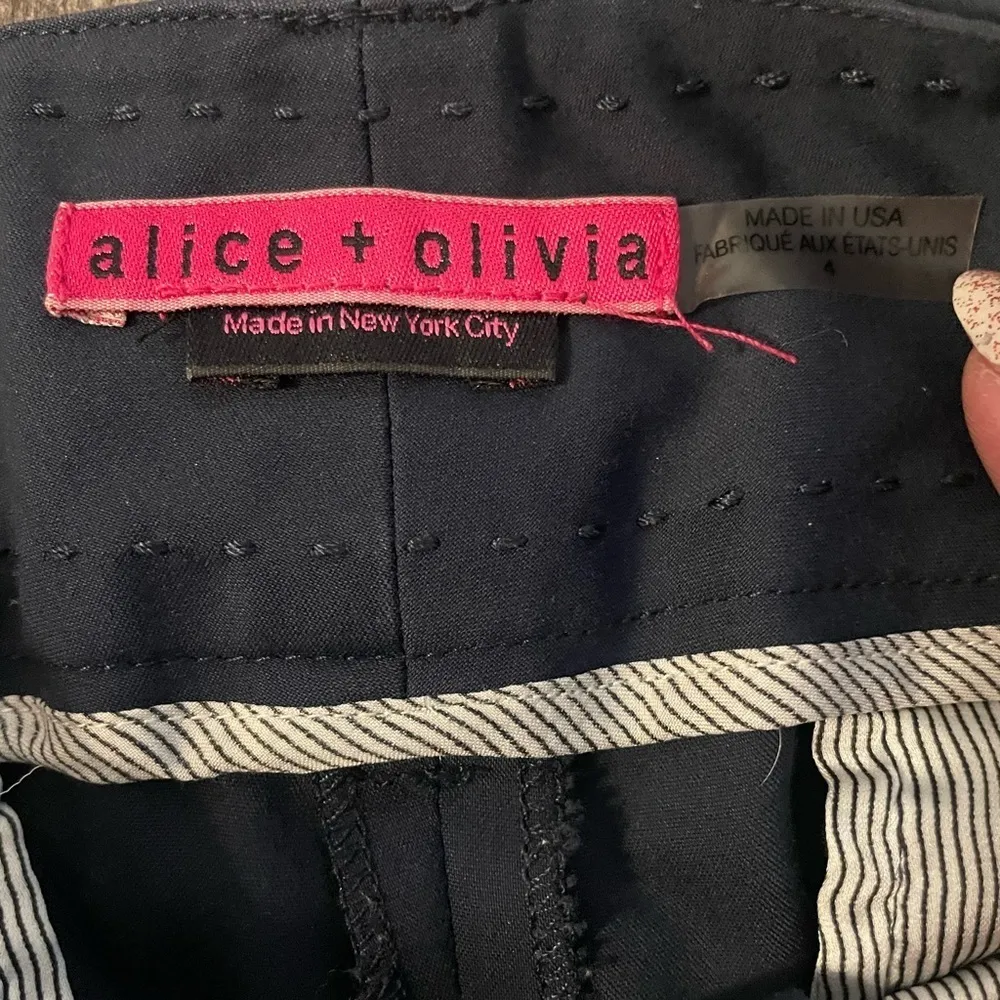 alice + olivia
Made in New York City
MADE IN USA
FABRIQUÉ AUX ÉTATS-UNIS
4